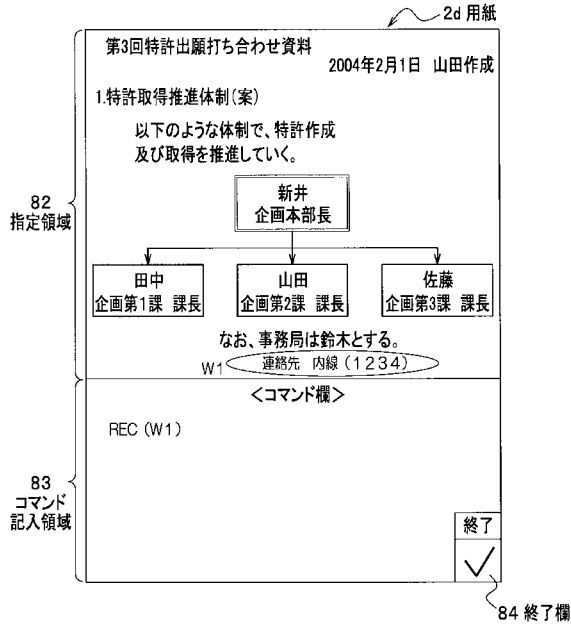 2d 用紙
第3回特許出願打ち合わせ資料
2004年2月1日 山田作成
1.特許取得推進体制(案)
以下のような体制で、特許作成
及び取得を推進していく。
82
指定領域
新井
企画本部長
田中
企画第1課 課長
山田
企画第2課 課長
佐藤
企画第3課 課長
なお、事務局は鈴木とする。
W1
連絡先 内線(1234)
<コマンド欄>
REC (W1)
83
コマンド
記入領域
終了
84 終了欄